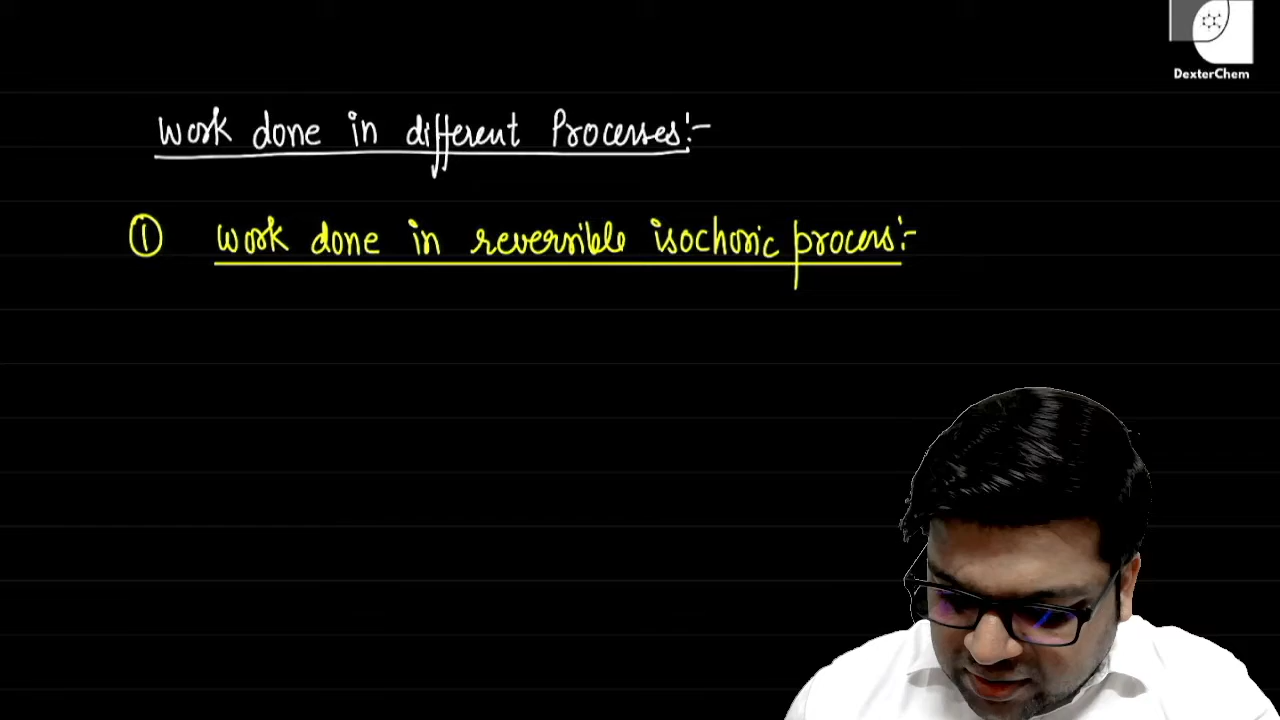 DexterChem
Work done in different Processes:-
① Work done in reversible isochoric process:-